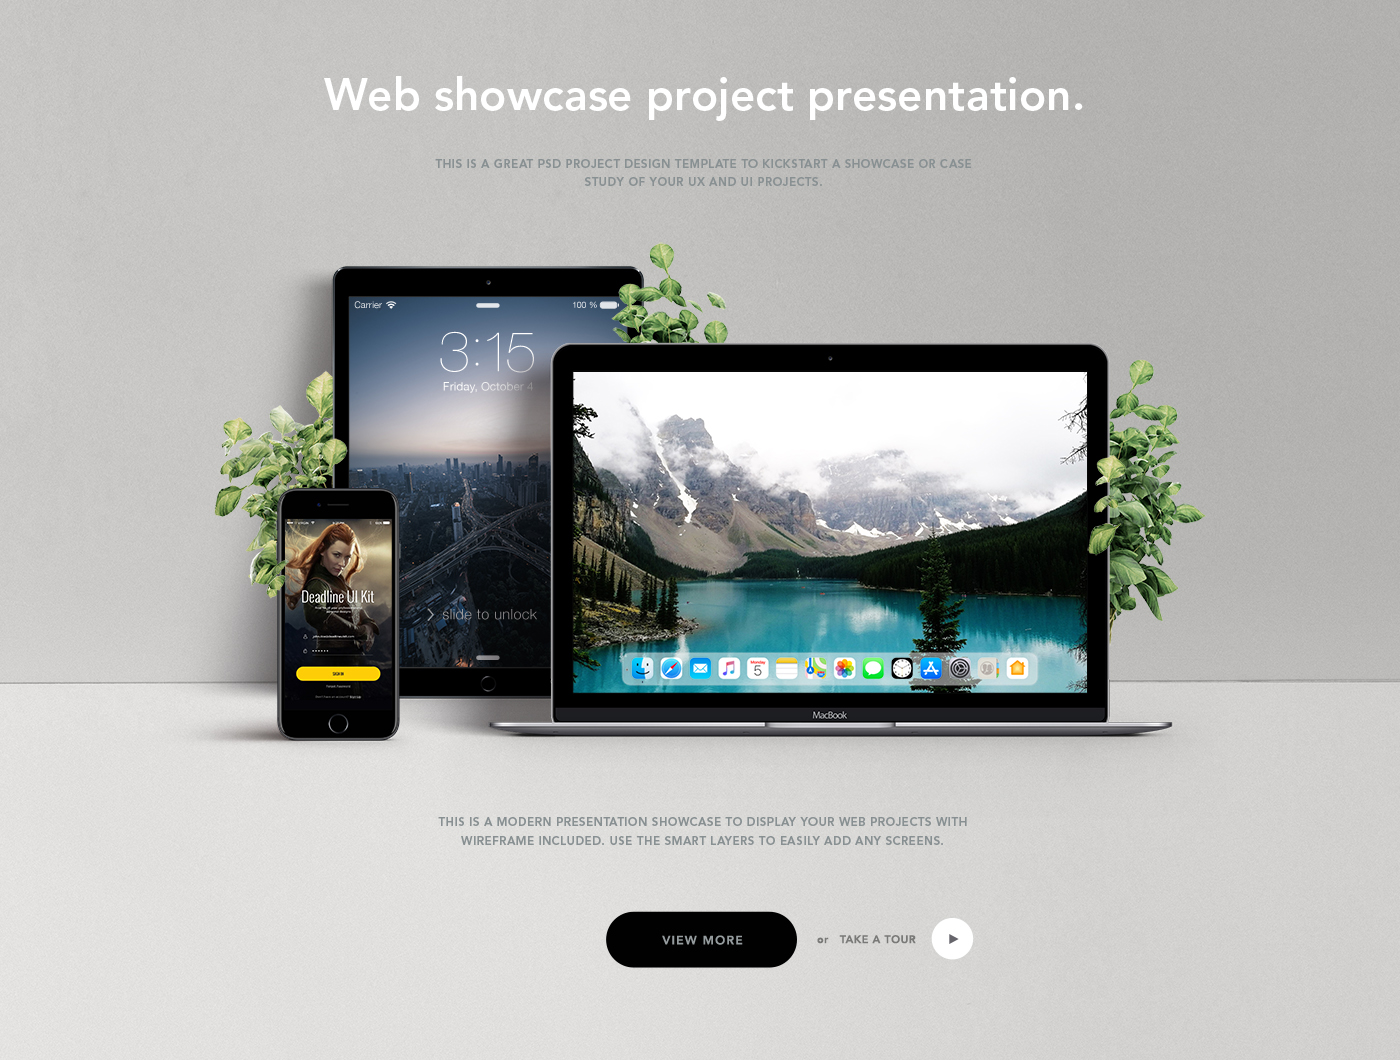 Web showcase project presentation.
THIS IS A GREAT PSD PROJECT DESIGN TEMPLATE TO KICKSTART A SHOWCASE OR CASE
STUDY OF YOUR UX AND UI PROJECTS.
Carrier 100 %
3:15
Friday, October 4
slide to unlock
Deadline UI Kit
SIGN IN
Monday
5
MacBook
THIS IS A MODERN PRESENTATION SHOWCASE TO DISPLAY YOUR WEB PROJECTS WITH
WIREFRAME INCLUDED. USE THE SMART LAYERS TO EASILY ADD ANY SCREENS.
VIEW MORE or TAKE A TOUR